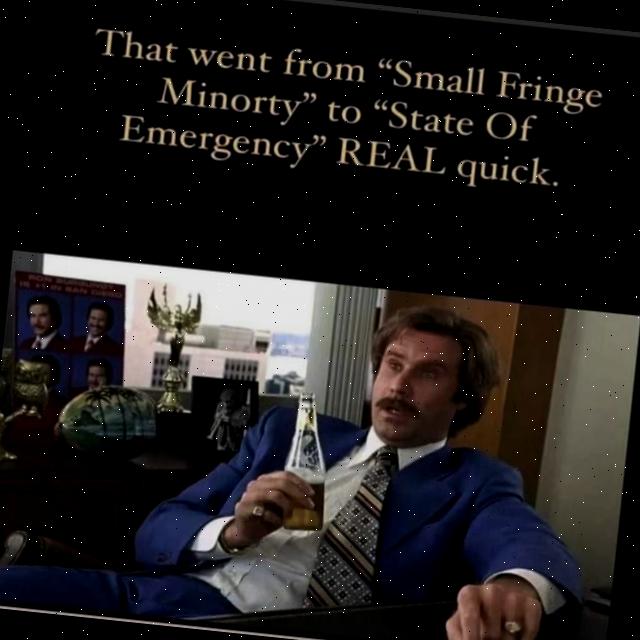 That went from “Small Fringe
Minorty” to “State Of
Emergency” REAL quick.